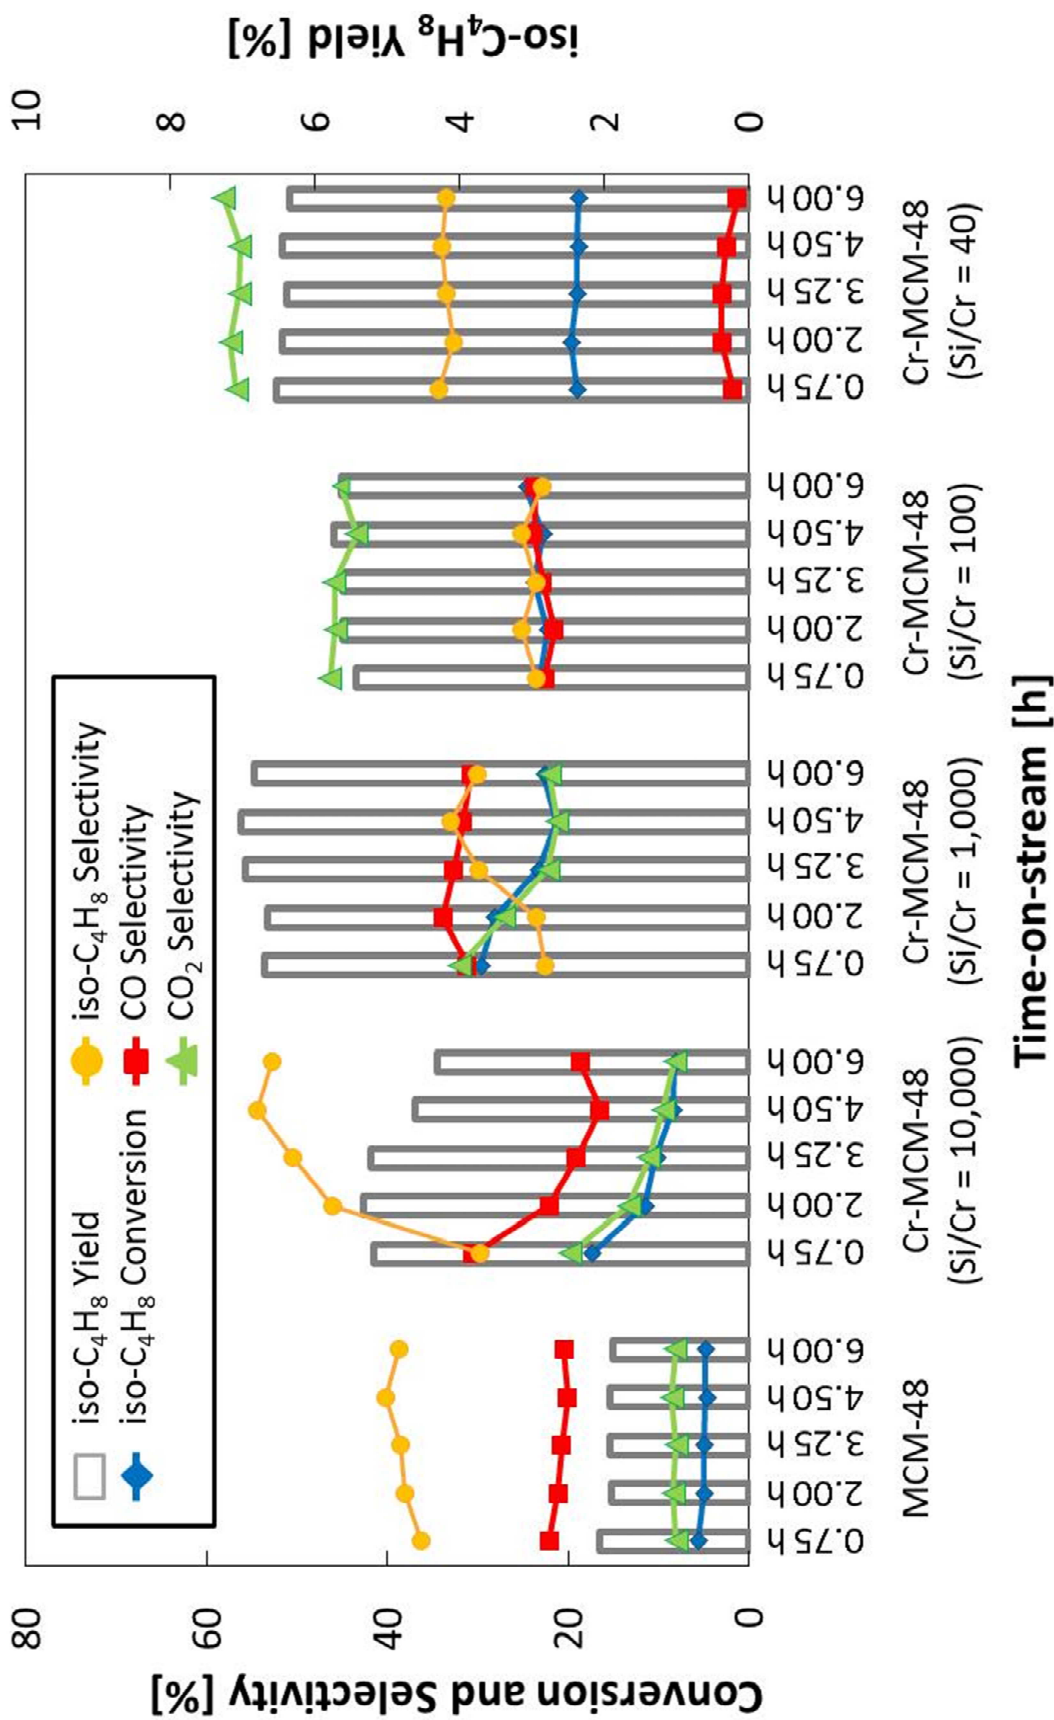 iso-C₄H₈ Yield
iso-C₄H₈ Selectivity
iso-C₄H₈ Conversion
CO Selectivity
CO₂ Selectivity
Conversion and Selectivity [%]
80
60
40
20
0
iso-C₄H₈ Yield [%]
10
8
6
4
2
0
0.75 h
2.00 h
3.25 h
4.50 h
6.00 h
0.75 h
2.00 h
3.25 h
4.50 h
6.00 h
0.75 h
2.00 h
3.25 h
4.50 h
6.00 h
0.75 h
2.00 h
3.25 h
4.50 h
6.00 h
0.75 h
2.00 h
3.25 h
4.50 h
6.00 h
MCM-48
Cr-MCM-48
(Si/Cr = 10,000)
Cr-MCM-48
(Si/Cr = 1,000)
Cr-MCM-48
(Si/Cr = 100)
Cr-MCM-48
(Si/Cr = 40)
Time-on-stream [h]